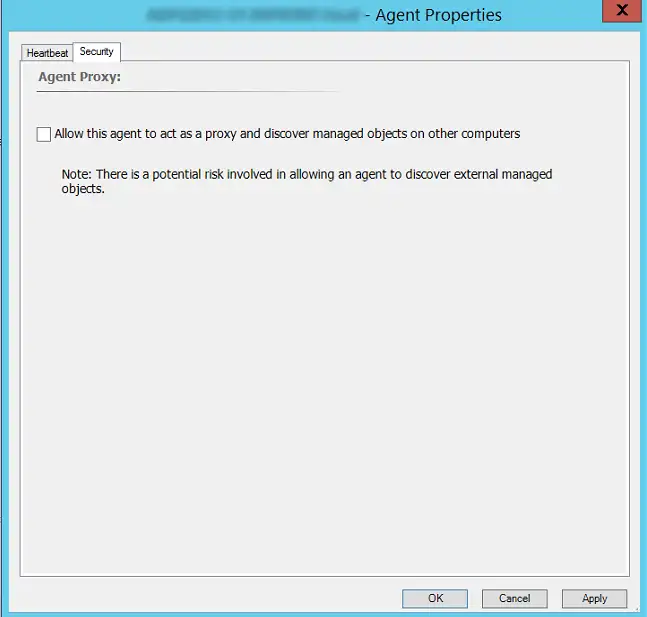 - Agent Properties
X
Heartbeat
Security
Agent Proxy:
Allow this agent to act as a proxy and discover managed objects on other computers
Note: There is a potential risk involved in allowing an agent to discover external managed
objects.
OK
Cancel
Apply